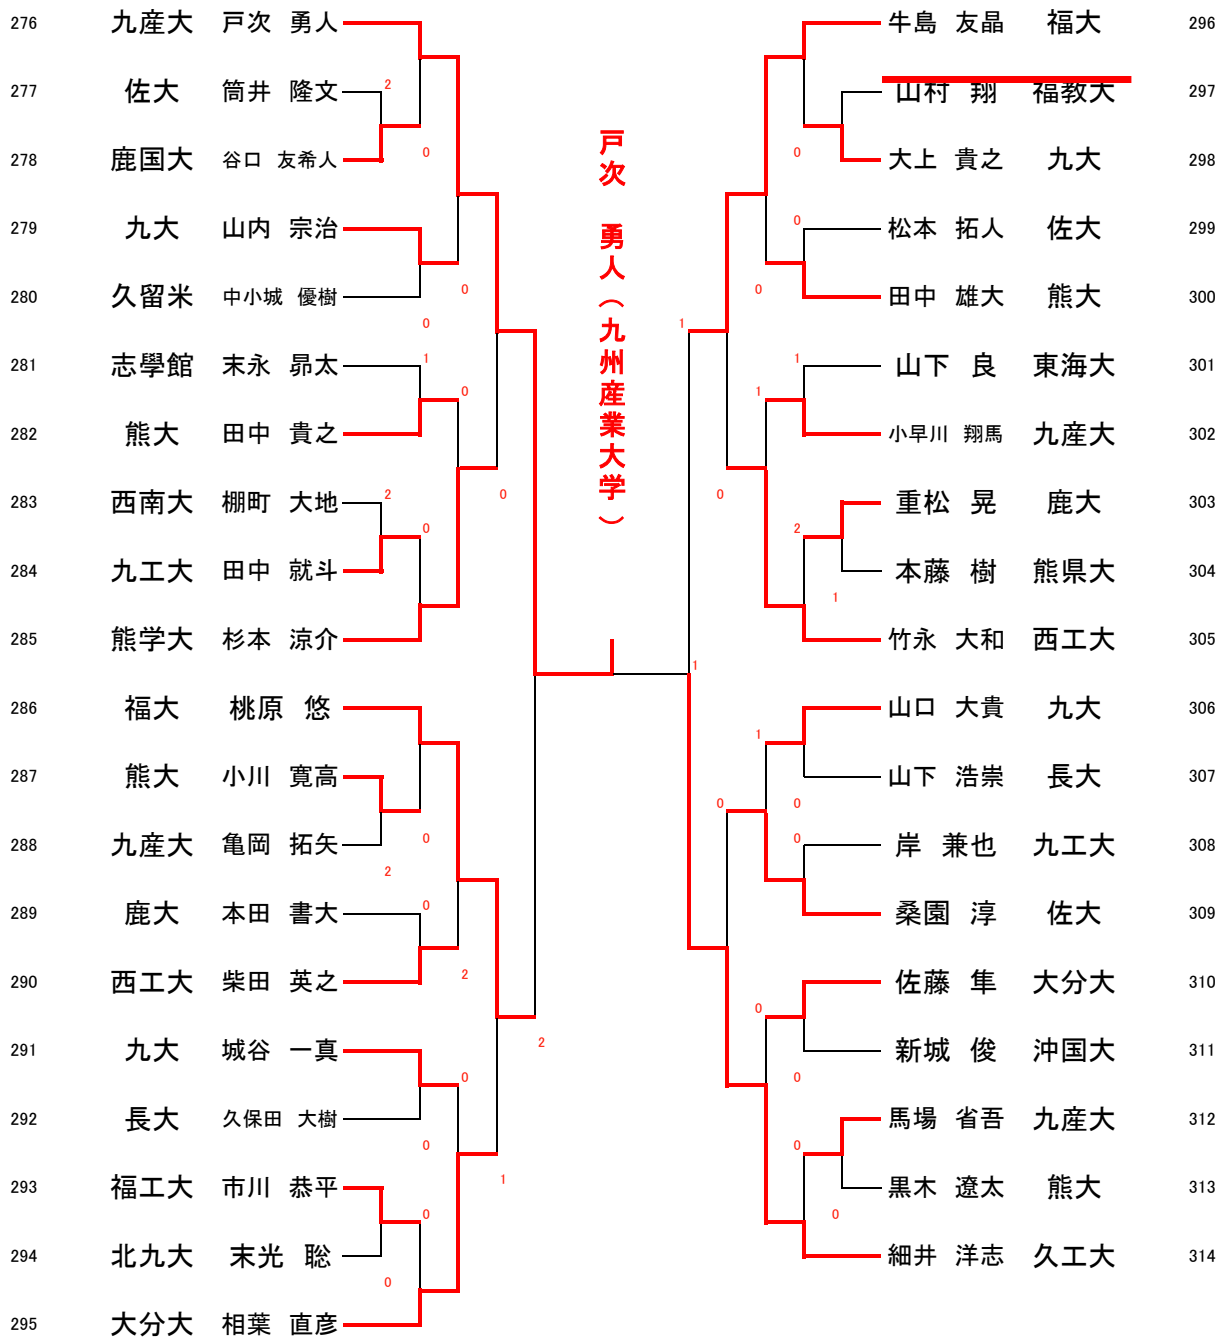 276 九産大 戸次 勇人
277 佐大 筒井 隆文
2
278 鹿国大 谷口 友希人
0
279 九大 山内 宗治
280 久留米 中小城 優樹
0
0
281 志學館 末永 昴太
1
0
282 熊大 田中 貴之
283 西南大 棚町 大地
2
0
0
284 九工大 田中 就斗
285 熊学大 杉本 涼介
286 福大 桃原 悠
287 熊大 小川 寛高
288 九産大 亀岡 拓矢
0
2
289 鹿大 本田 書大
0
2
290 西工大 柴田 英之
2
291 九大 城谷 一真
0
292 長大 久保田 大樹
0
1
293 福工大 市川 恭平
0
294 北九大 末光 聡
0
295 大分大 相葉 直彦
戸次 勇人(九州産業大学)
牛島 友晶 福大 296
山村 翔 福教大 297
0
大上 貴之 九大 298
0
松本 拓人 佐大 299
0
田中 雄大 熊大 300
1
1
山下 良 東海大 301
1
小早川 翔馬 九産大 302
0
重松 晃 鹿大 303
2
本藤 樹 熊県大 304
1
竹永 大和 西工大 305
1
山口 大貴 九大 306
1
山下 浩崇 長大 307
0
0
岸 兼也 九工大 308
0
桑園 淳 佐大 309
佐藤 隼 大分大 310
0
新城 俊 沖国大 311
0
馬場 省吾 九産大 312
0
黒木 遼太 熊大 313
0
細井 洋志 久工大 314